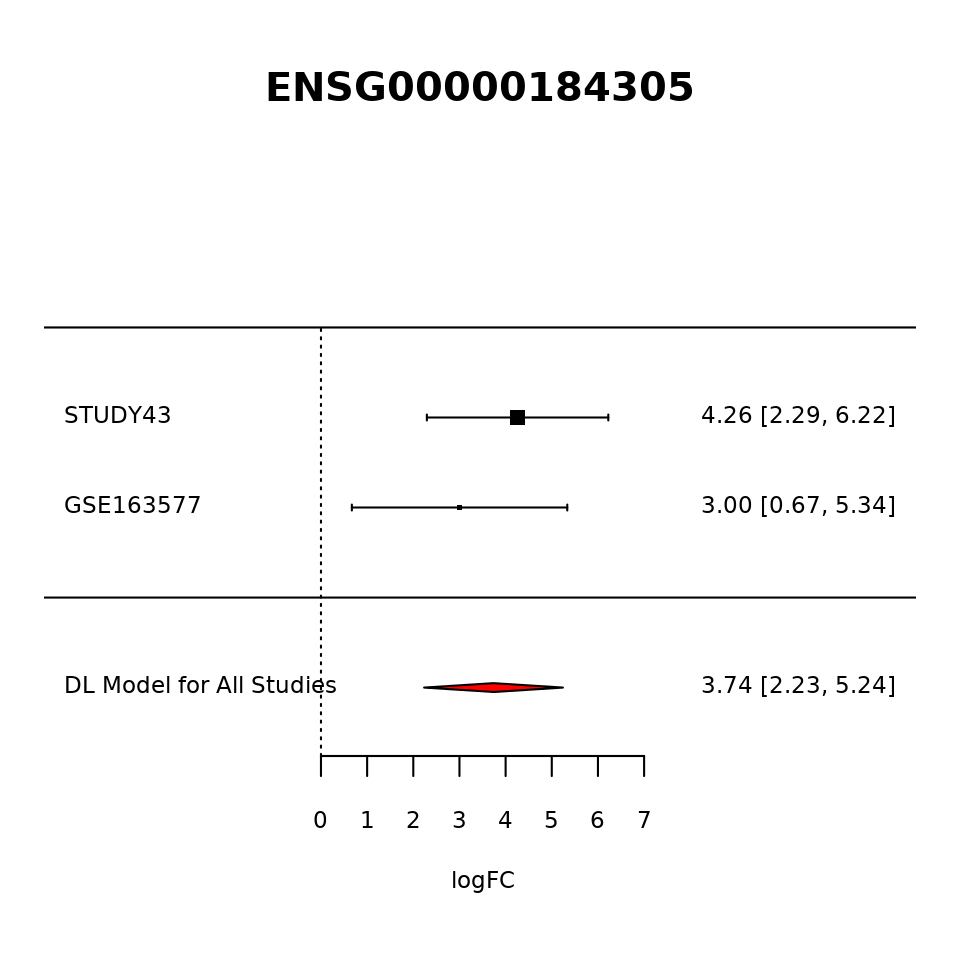 ENSG00000184305
STUDY43 4.26 [2.29, 6.22]
GSE163577 3.00 [0.67, 5.34]
DL Model for All Studies 3.74 [2.23, 5.24]
0 1 2 3 4 5 6 7
logFC